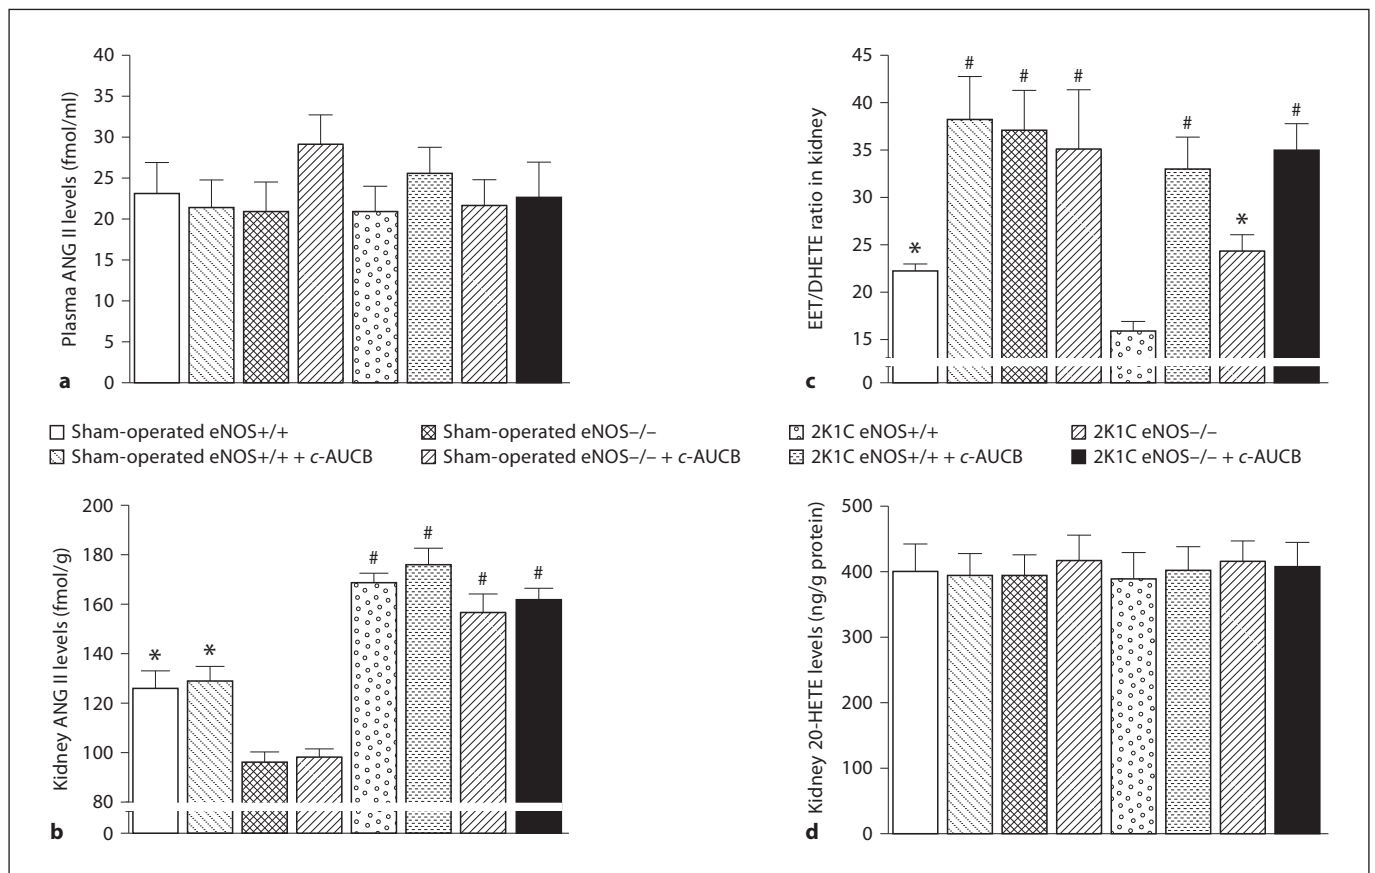 40
35
30
25
20
15
10
5
0
Plasma ANG II levels (fmol/ml)
a
45
40
35
30
25
20
15
0
EET/DHETE ratio in kidney
* # # # # * #
c
Sham-operated eNOS+/+
Sham-operated eNOS–/–
2K1C eNOS+/+
2K1C eNOS–/–
Sham-operated eNOS+/+ + c-AUCB
Sham-operated eNOS–/– + c-AUCB
2K1C eNOS+/+ + c-AUCB
2K1C eNOS–/– + c-AUCB
200
180
160
140
120
100
80
0
Kidney ANG II levels (fmol/g)
* * # # # #
b
500
400
300
200
100
0
Kidney 20-HETE levels (ng/g protein)
d